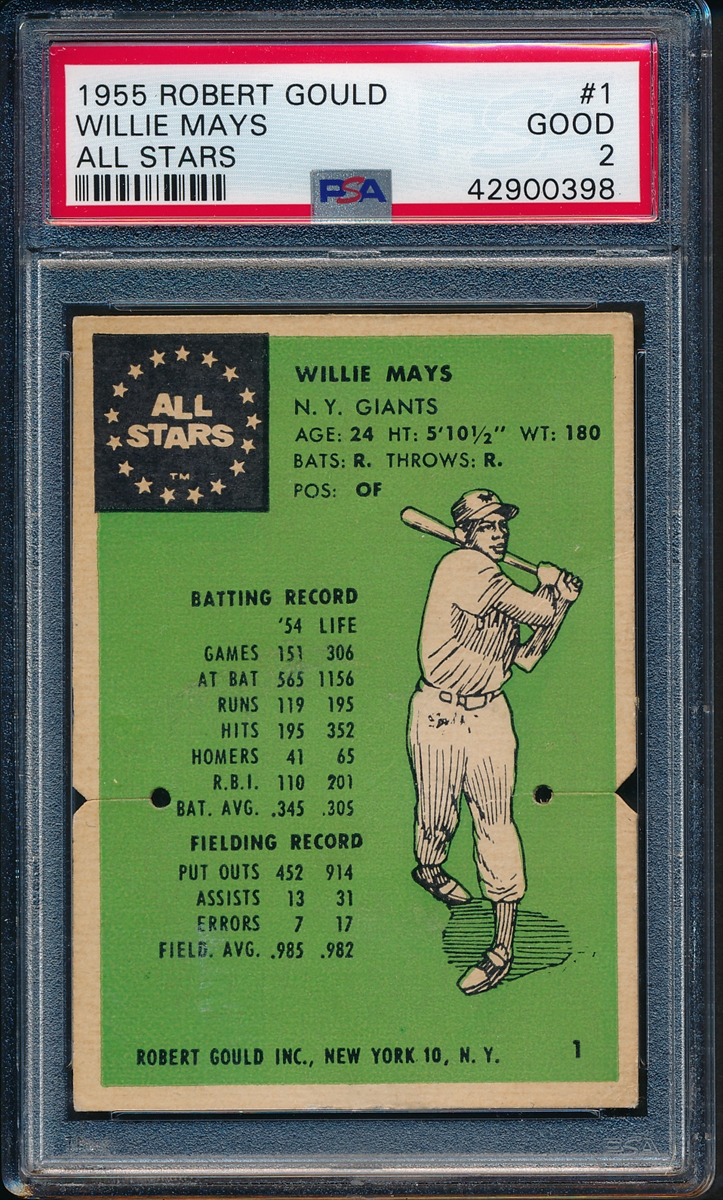 1955 ROBERT GOULD #1
WILLIE MAYS GOOD
ALL STARS 2
PSA 42900398
ALL
STARS
TM
WILLIE MAYS
N. Y. GIANTS
AGE: 24 HT: 5'10½" WT: 180
BATS: R. THROWS: R.
POS: OF
BATTING RECORD
'54 LIFE
GAMES 151 306
AT BAT 565 1156
RUNS 119 195
HITS 195 352
HOMERS 41 65
R.B.I. 110 201
BAT. AVG. .345 .305
FIELDING RECORD
PUT OUTS 452 914
ASSISTS 13 31
ERRORS 7 17
FIELD. AVG. .985 .982
ROBERT GOULD INC., NEW YORK 10, N. Y. 1
PSA